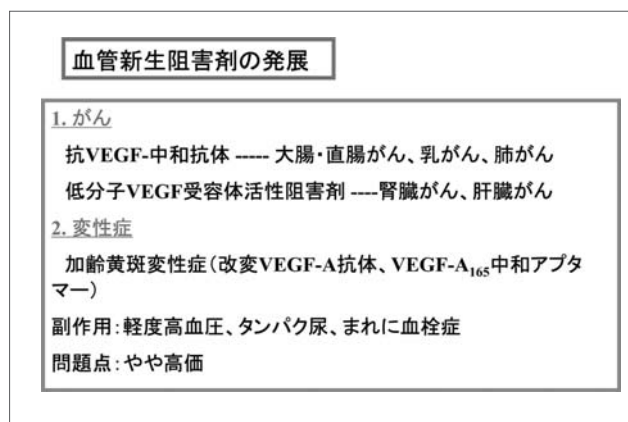 血管新生阻害剤の発展
1. がん
抗VEGF-中和抗体 ----- 大腸・直腸がん、乳がん、肺がん
低分子VEGF受容体活性阻害剤 ----腎臓がん、肝臓がん
2. 変性症
加齢黄斑変性症（改変VEGF-A抗体、VEGF-A165中和アプタ
マー）
副作用：軽度高血圧、タンパク尿、まれに血栓症
問題点：やや高価